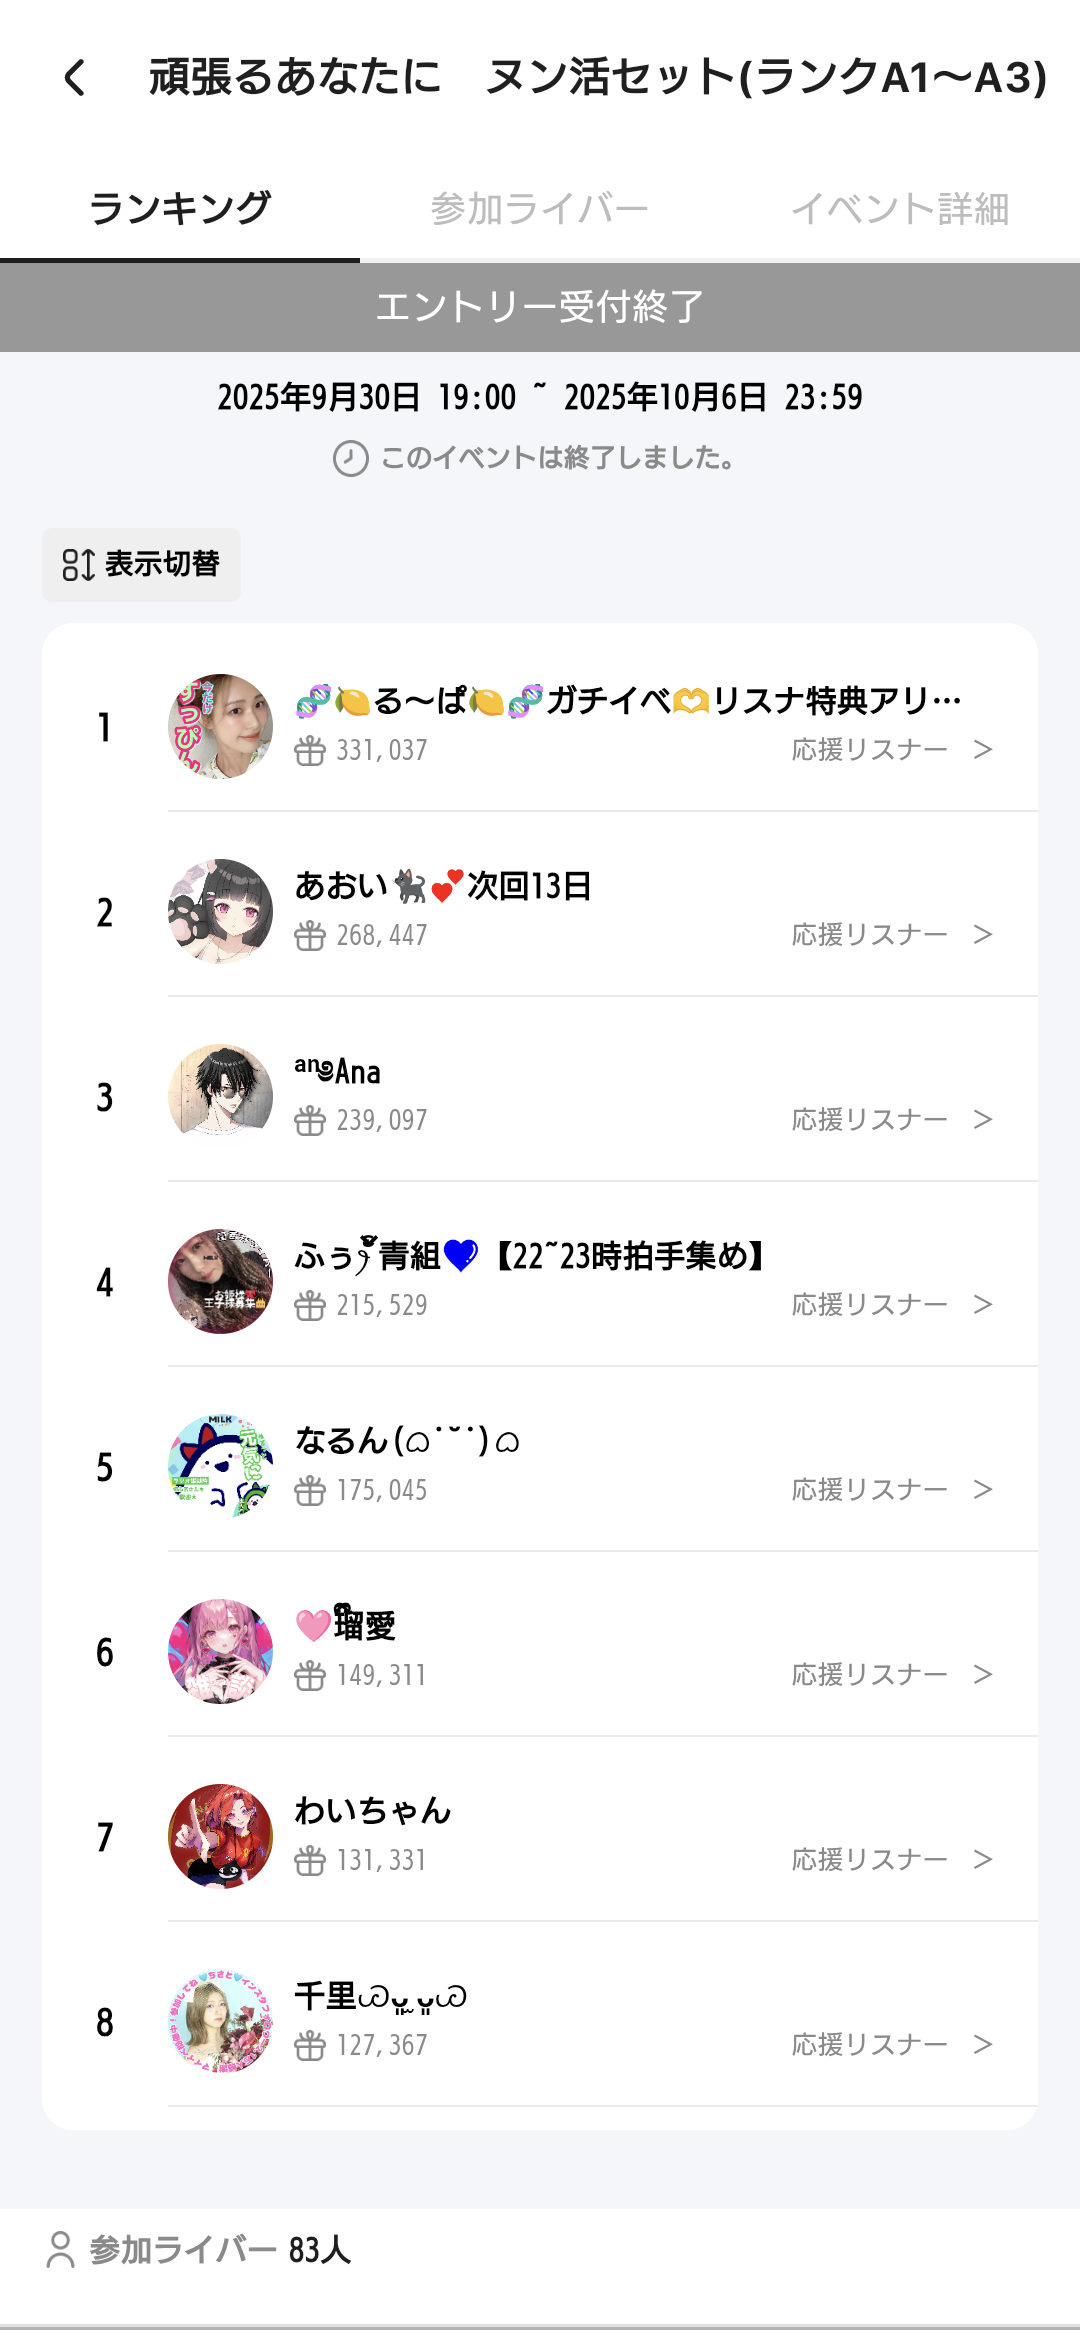 頑張るあなたに　ヌン活セット(ランクA1〜A3)
ランキング
参加ライバー
イベント詳細
エントリー受付終了
2025年9月30日 19:00 ~ 2025年10月6日 23:59
このイベントは終了しました。
表示切替
1
🧬🍋る〜ぱ🍋🧬ガチイベ🫶リスナ特典アリ…
331,037
応援リスナー >
2
あおい🐈‍⬛💕次回13日
268,447
応援リスナー >
3
ᵃⁿAna
239,097
応援リスナー >
4
ふぅ青組💙【22~23時拍手集め】
215,529
応援リスナー >
5
なるん(ᜊ˙˘˙)ᜊ
175,045
応援リスナー >
6
🩷瑠愛
149,311
応援リスナー >
7
わいちゃん
131,331
応援リスナー >
8
千里
127,367
応援リスナー >
参加ライバー 83人